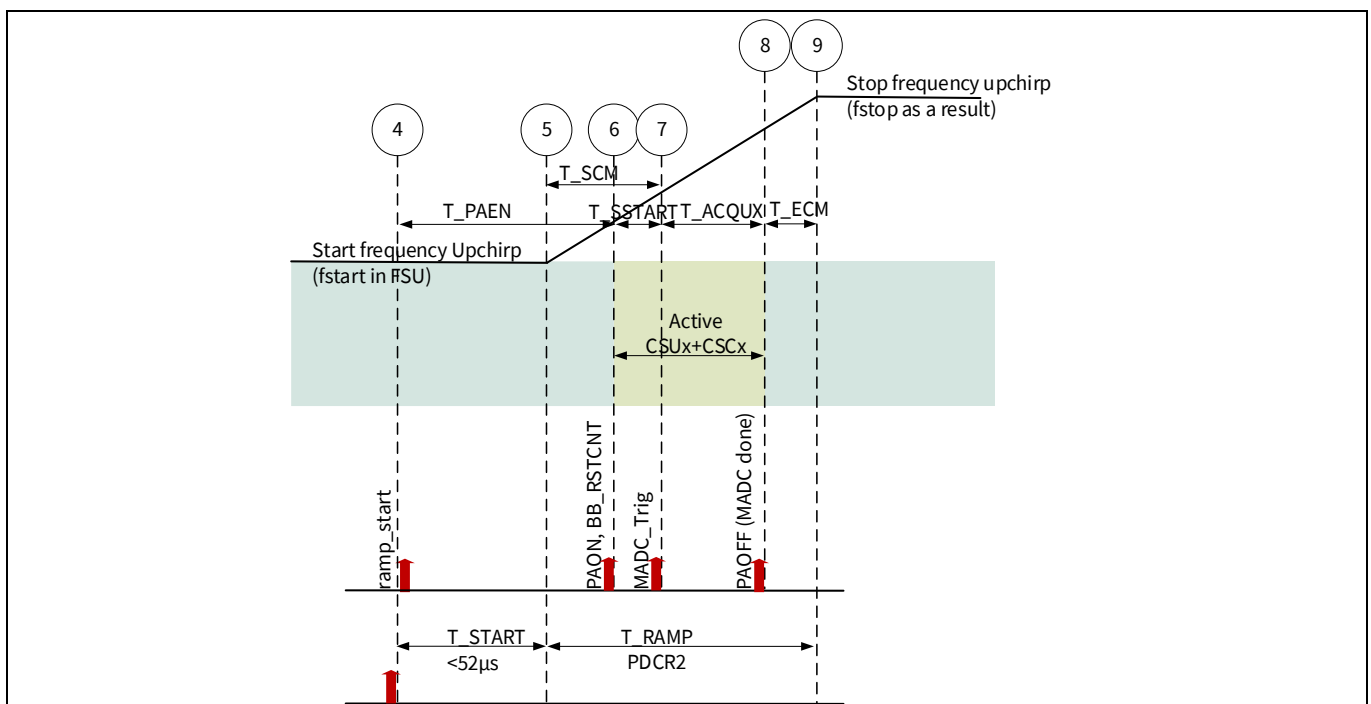 8
9
Stop frequency upchirp
(fstop as a result)
4
5
6
7
T_SCM
T_PAEN
T_SSTART
T_ACQUX
T_ECM
Start frequency Upchirp
(fstart in FSU)
Active
CSUx+CSCx
ramp_start
PAON, BB_RSTCNT
MADC_Trig
PAOFF (MADC done)
T_START
<52µs
T_RAMP
PDCR2